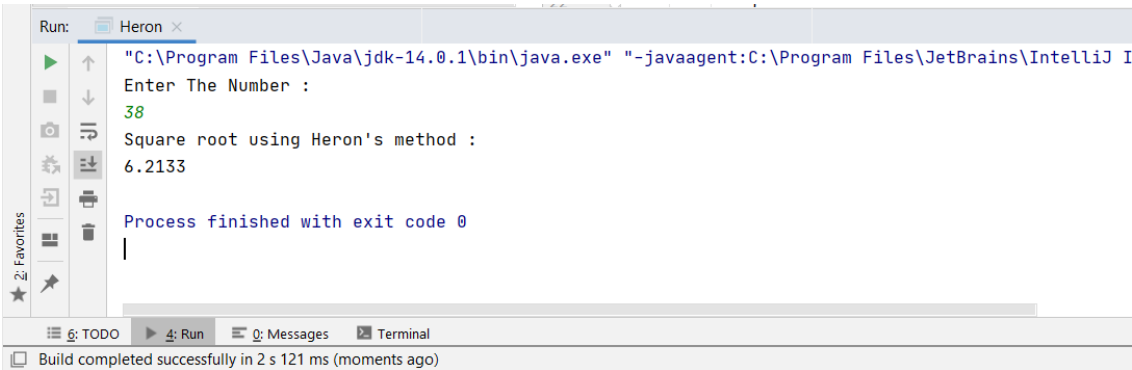 Run: Heron
"C:\Program Files\Java\jdk-14.0.1\bin\java.exe" "-javaagent:C:\Program Files\JetBrains\IntelliJ I
Enter The Number :
38
Square root using Heron's method :
6.2133
Process finished with exit code 0
2: Favorites
6: TODO 4: Run 0: Messages Terminal
Build completed successfully in 2 s 121 ms (moments ago)